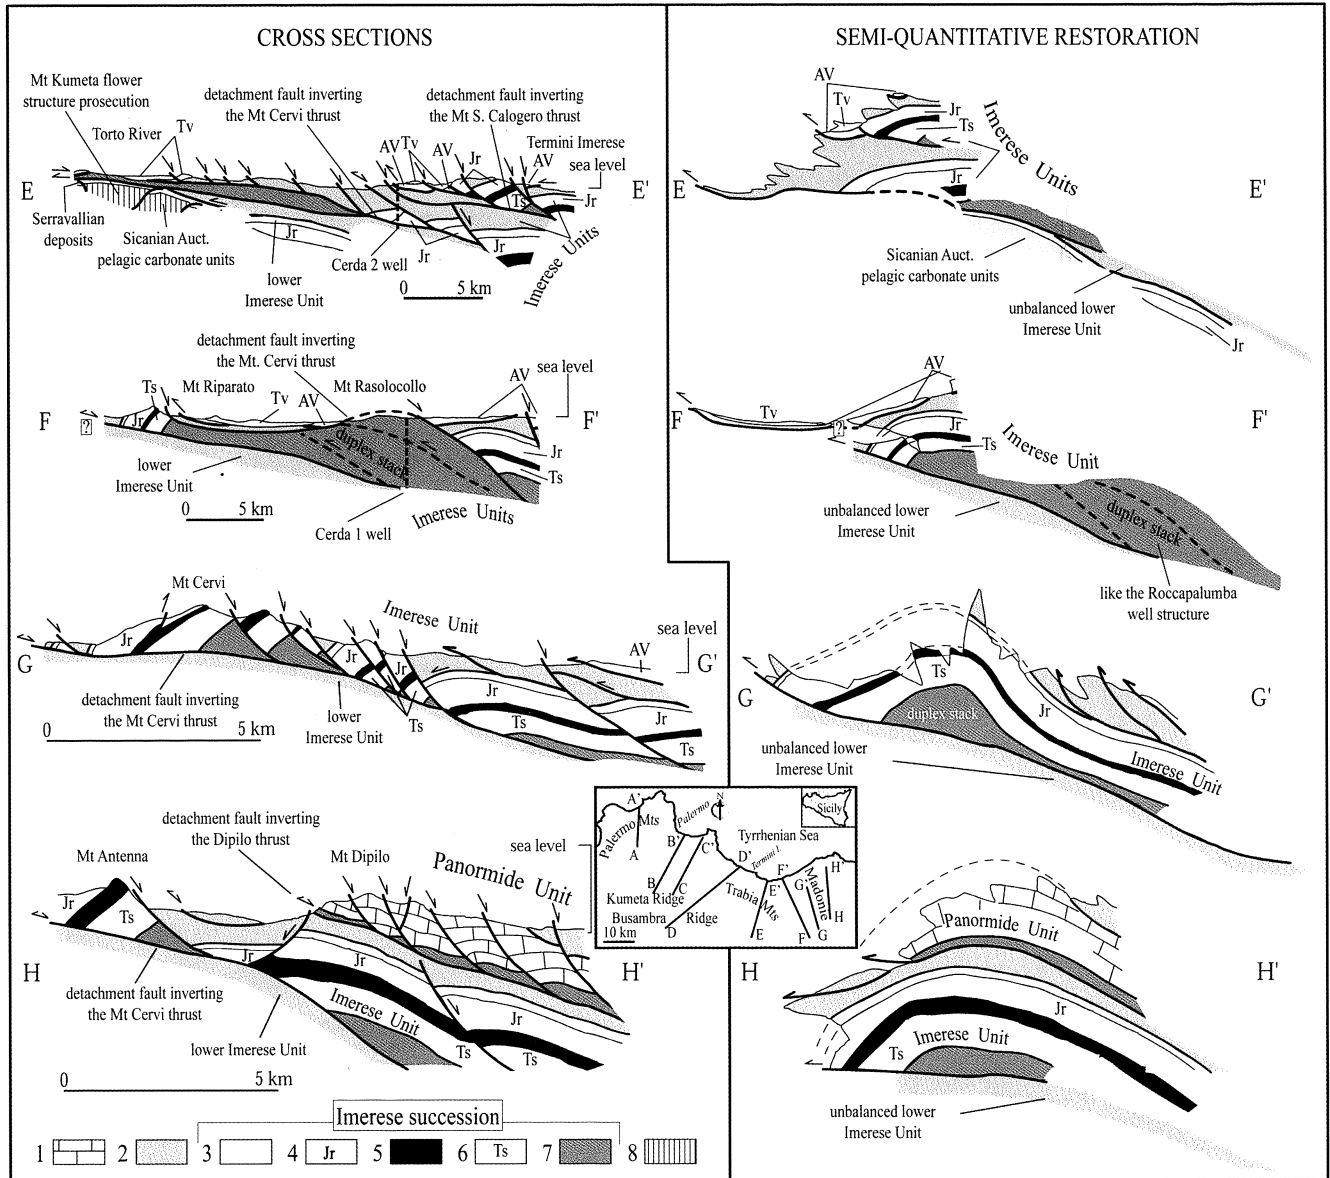 CROSS SECTIONS
Mt Kumeta flower
structure prosecution
Torto River
Tv
detachment fault inverting
the Mt Cervi thrust
detachment fault inverting
the Mt S. Calogero thrust
AV
Tv
AV
Jr
AV
Termini Imerese
sea level
E
E'
Serravallian
deposits
Sicanian Auct.
pelagic carbonate units
Jr
lower
Imerese Unit
Cerda 2 well
Jr
Jr
Ts
Jr
Imerese Units
0 5 km
detachment fault inverting
the Mt. Cervi thrust
sea level
Ts
Mt Riparato
Tv
AV
Mt Rasolocollo
AV
F
F'
?
Jr
duplex stack
Jr
Ts
lower
Imerese Unit
0 5 km
Cerda 1 well
Imerese Units
Mt Cervi
Imerese Unit
sea level
G
G'
Jr
Jr
Jr
AV
Jr
Jr
Ts
Ts
Ts
detachment fault inverting
the Mt Cervi thrust
lower
Imerese Unit
0 5 km
detachment fault inverting
the Dipilo thrust
Mt Antenna
Mt Dipilo
Panormide Unit
sea level
H
H'
Jr
Ts
Jr
Jr
Jr
Imerese Unit
Ts
Ts
detachment fault inverting
the Mt Cervi thrust
lower Imerese Unit
0 5 km
Imerese succession
1 2 3 4 Jr 5 6 Ts 7 8
SEMI-QUANTITATIVE RESTORATION
AV
Tv
Jr
Ts
Jr
Imerese Units
E
E'
Sicanian Auct.
pelagic carbonate units
unbalanced lower
Imerese Unit
Jr
AV
Tv
F
F'
?
Jr
Ts
Imerese Unit
duplex stack
unbalanced lower
Imerese Unit
like the Roccapalumba
well structure
G
G'
Ts
duplex stack
Jr
Imerese Unit
unbalanced lower
Imerese Unit
A'
Palermo Mts
A
Palermo
N
Sicily
Tyrrhenian Sea
B'
C'
D'
Termini I.
B
C
Kumeta Ridge
Busambra Ridge
D
Trabia Mts
E'
F'
G'
H'
Madonie
E
F
G
H
10 km
Panormide Unit
H
H'
Jr
Imerese Unit
Ts
unbalanced lower
Imerese Unit